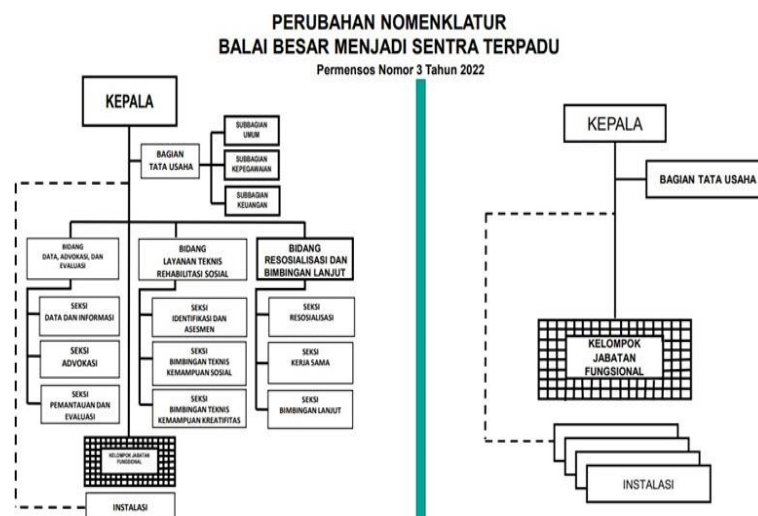 PERUBAHAN NOMENKLATUR
BALAI BESAR MENJADI SENTRA TERPADU
Permensos Nomor 3 Tahun 2022
KEPALA
BAGIAN
TATA USAHA
SUBBAGIAN
UMUM
SUBBAGIAN
KEPEGAWAIAN
SUBBAGIAN
KEUANGAN
BIDANG
DATA, ADVOKASI, DAN
EVALUASI
SEKSI
DATA DAN INFORMASI
SEKSI
ADVOKASI
SEKSI
PEMANTAUAN DAN
EVALUASI
BIDANG
LAYANAN TEKNIS
REHABILITASI SOSIAL
SEKSI
IDENTIFIKASI DAN
ASESMEN
SEKSI
BIMBINGAN TEKNIS
KEMAMPUAN SOSIAL
SEKSI
BIMBINGAN TEKNIS
KEMAMPUAN KREATIFITAS
BIDANG
RESOSIALISASI DAN
BIMBINGAN LANJUT
SEKSI
RESOSIALISASI
SEKSI
KERJA SAMA
SEKSI
BIMBINGAN LANJUT
KELOMPOK JABATAN
FUNGSIONAL
INSTALASI
KEPALA
BAGIAN TATA USAHA
KELOMPOK
JABATAN
FUNGSIONAL
INSTALASI